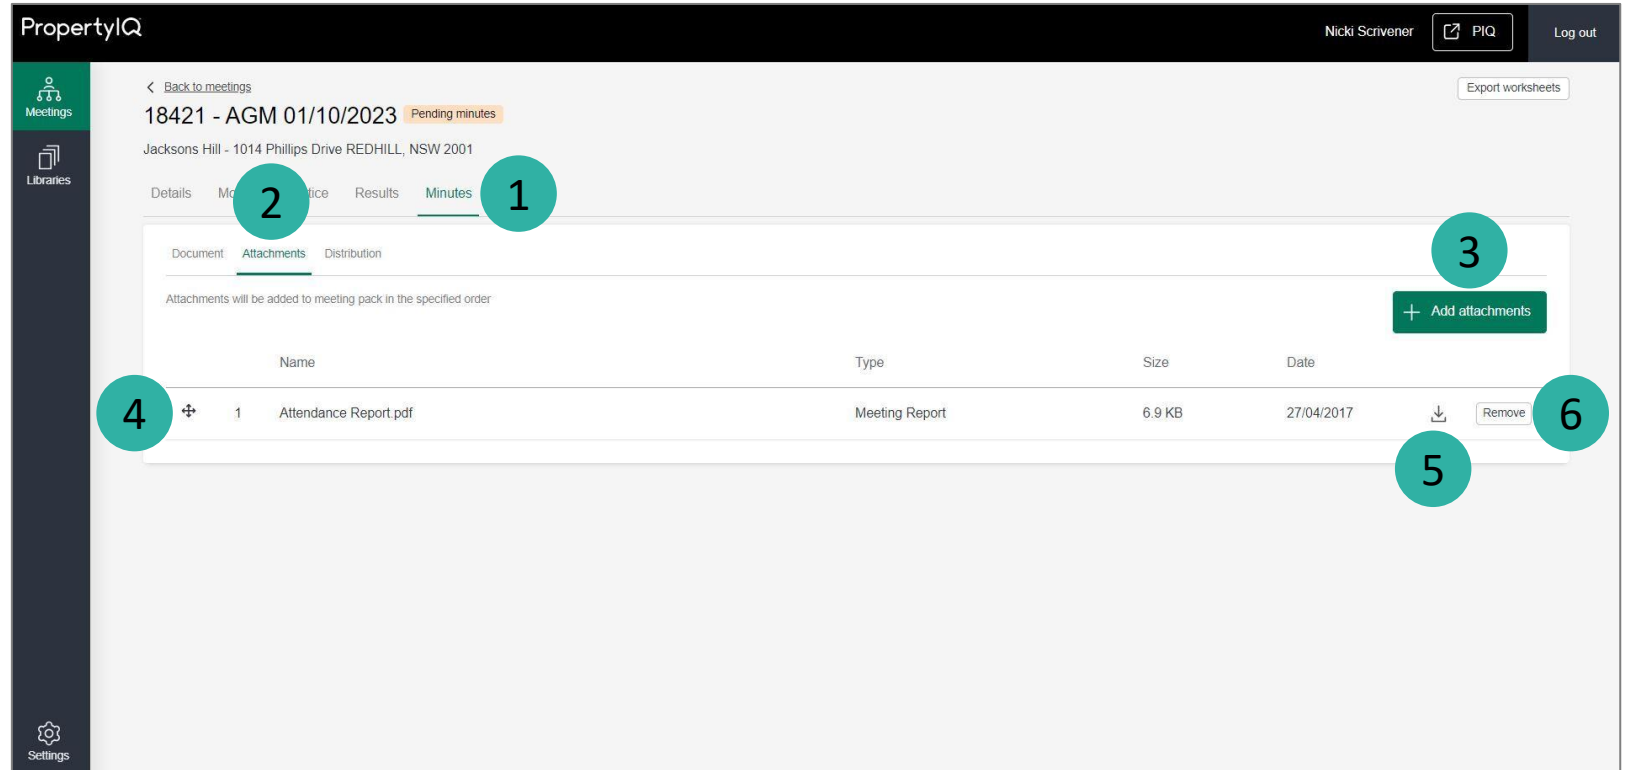 PropertyIQ
Nicki Scrivener PIQ Log out
Meetings
Libraries
Back to meetings Export worksheets
18421 - AGM 01/10/2023 Pending minutes
Jacksons Hill - 1014 Phillips Drive REDHILL, NSW 2001
Details Results Minutes 1
2
Document Attachments Distribution
3
Attachments will be added to meeting pack in the specified order
Add attachments
Name Type Size Date
4 1 Attendance Report.pdf Meeting Report 6.9 KB 27/04/2017 Remove 6
5
Settings